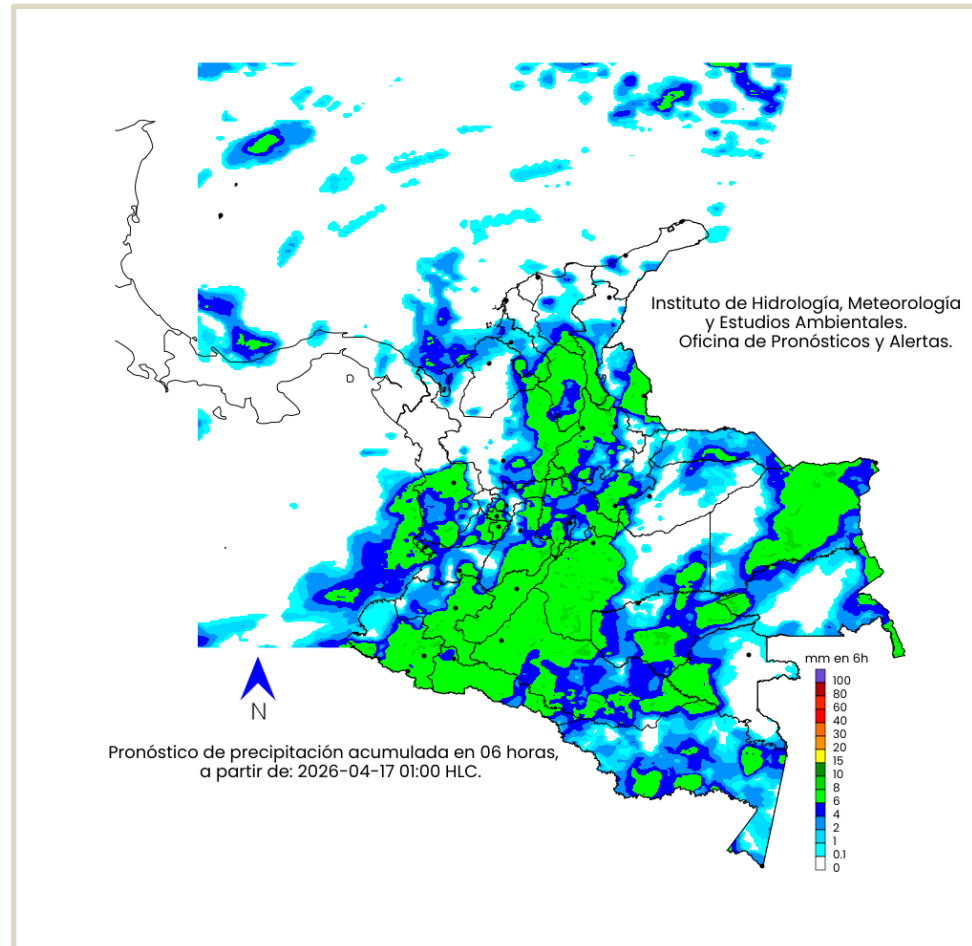 Instituto de Hidrología, Meteorología
y Estudios Ambientales.
Oficina de Pronósticos y Alertas.
mm en 6h
100
80
60
40
30
20
15
10
8
6
4
2
1
0.1
0
N
Pronóstico de precipitación acumulada en 06 horas,
a partir de: 2026-04-17 01:00 HLC.